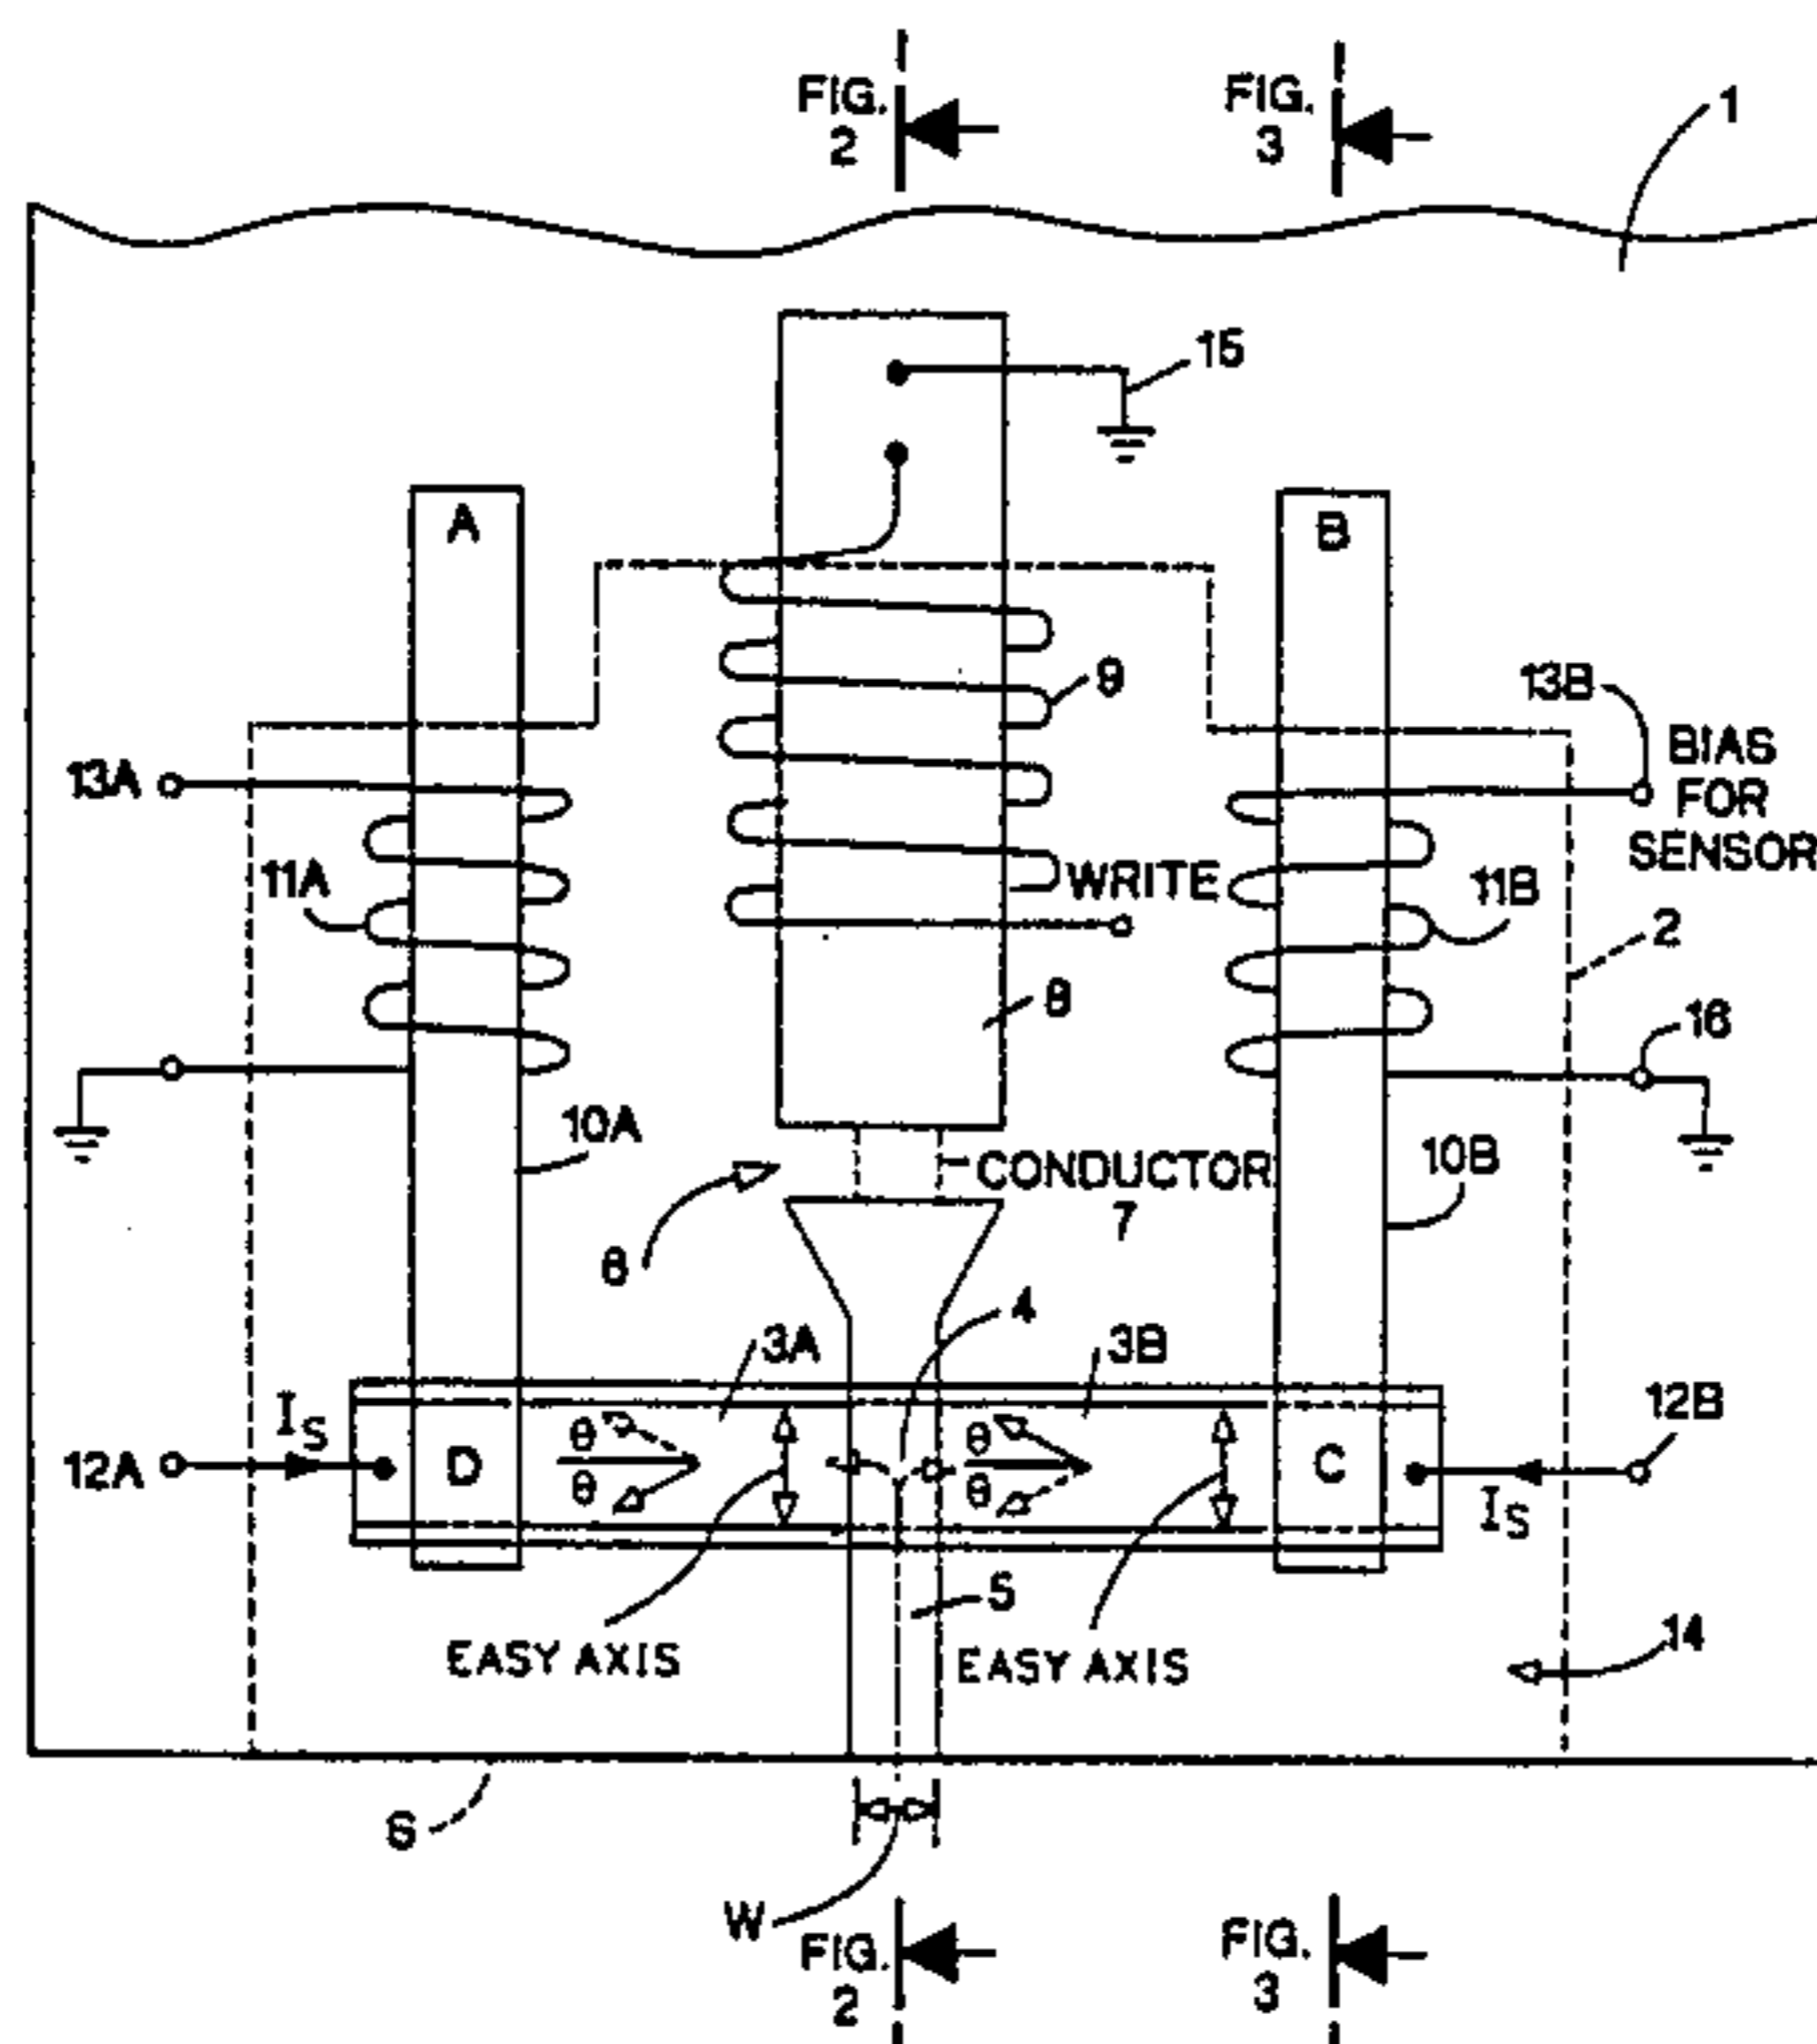 FIG.
2
FIG.
3
1
15
A
B
9
13B
13A
BIAS
FOR
SENSOR
11A
WRITE
11B
2
8
16
10A
CONDUCTOR
7
10B
6
4
3A
3B
IS
12A
D
θ
θ
θ
θ
C
12B
IS
5
EASY AXIS
EASY AXIS
14
S
W
FIG.
2
FIG.
3